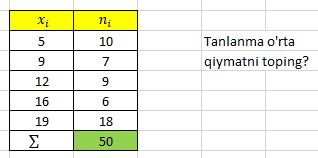 xᵢ nᵢ
5 10 Tanlanma o'rta
9 7 qiymatni toping?
12 9
16 6
19 18
Σ 50